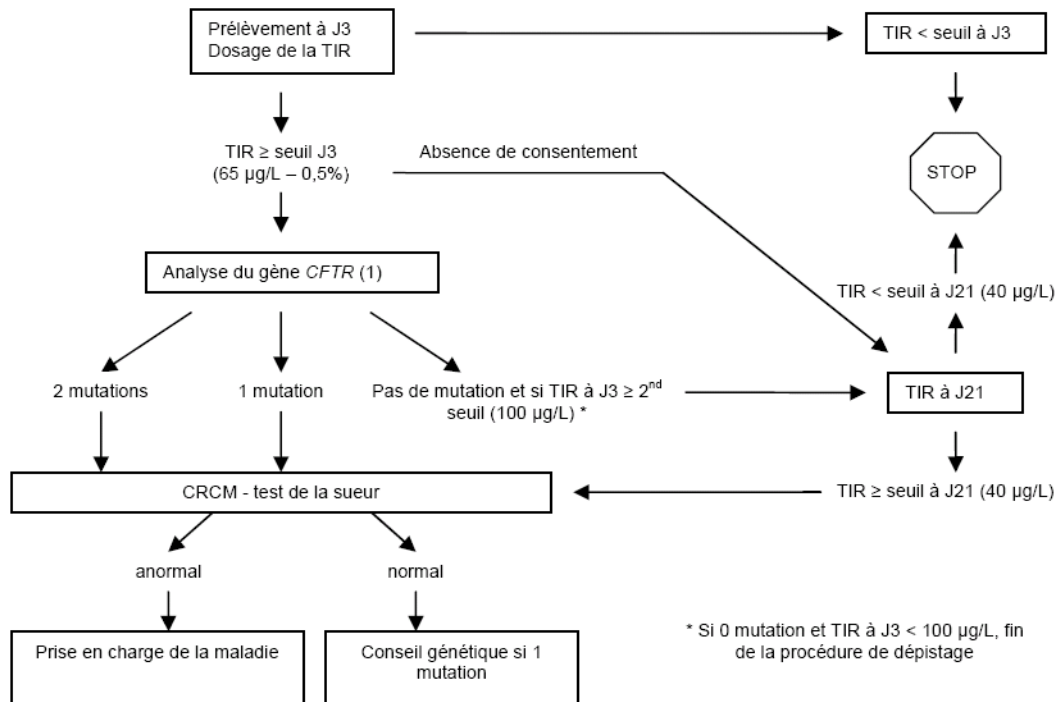 Prélèvement à J3
Dosage de la TIR
TIR < seuil à J3
TIR ≥ seuil J3
(65 µg/L – 0,5%)
Absence de consentement
STOP
Analyse du gène CFTR (1)
TIR < seuil à J21 (40 µg/L)
2 mutations
1 mutation
Pas de mutation et si TIR à J3 ≥ 2nd
seuil (100 µg/L) *
TIR à J21
CRCM - test de la sueur
TIR ≥ seuil à J21 (40 µg/L)
anormal
normal
Prise en charge de la maladie
Conseil génétique si 1
mutation
* Si 0 mutation et TIR à J3 < 100 µg/L, fin
de la procédure de dépistage